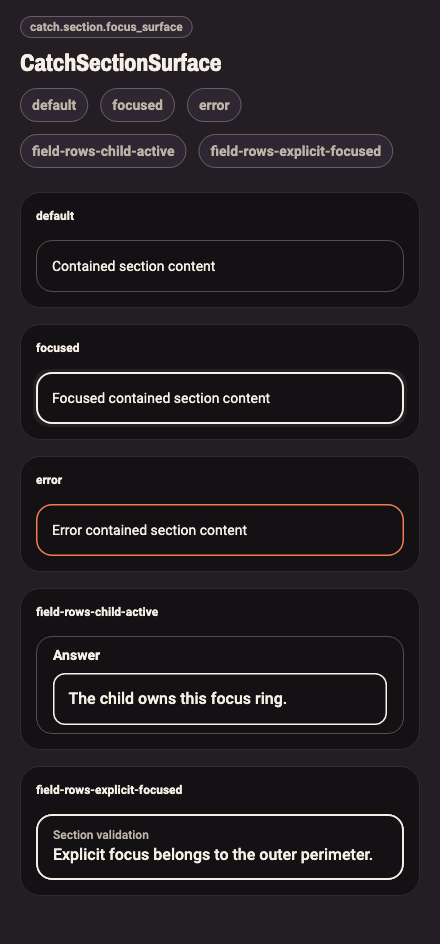 catch.section.focus_surface
CatchSectionSurface
default focused error
field-rows-child-active field-rows-explicit-focused
default
Contained section content
focused
Focused contained section content
error
Error contained section content
field-rows-child-active
Answer
The child owns this focus ring.
field-rows-explicit-focused
Section validation
Explicit focus belongs to the outer perimeter.